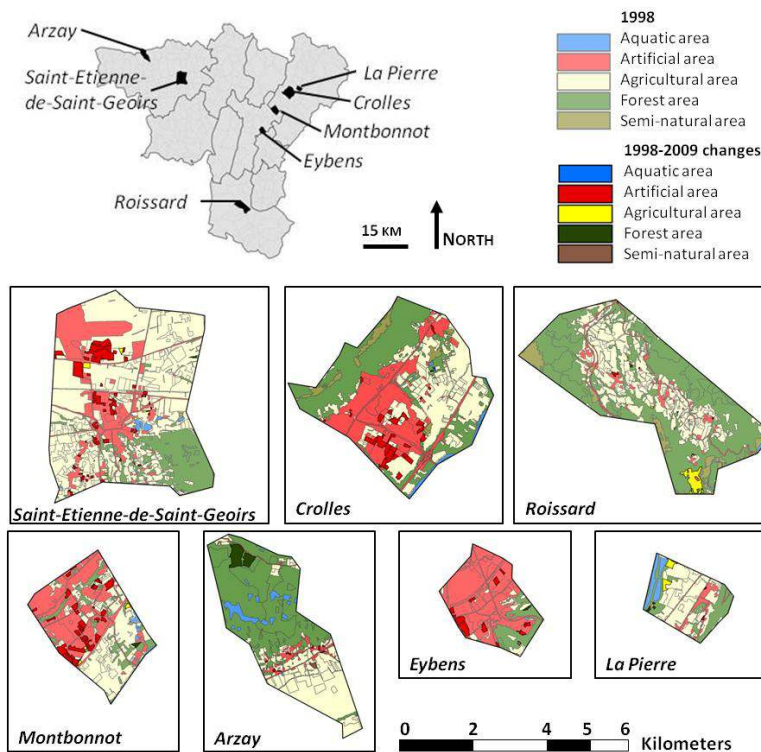 Arzay
Saint-Etienne-
de-Saint-Geoirs
La Pierre
Crolles
Montbonnot
Eybens
Roissard
15 KM
NORTH
1998
Aquatic area
Artificial area
Agricultural area
Forest area
Semi-natural area
1998-2009 changes
Aquatic area
Artificial area
Agricultural area
Forest area
Semi-natural area
Saint-Etienne-de-Saint-Geoirs
Crolles
Roissard
Montbonnot
Arzay
Eybens
La Pierre
0 2 4 6
Kilometers